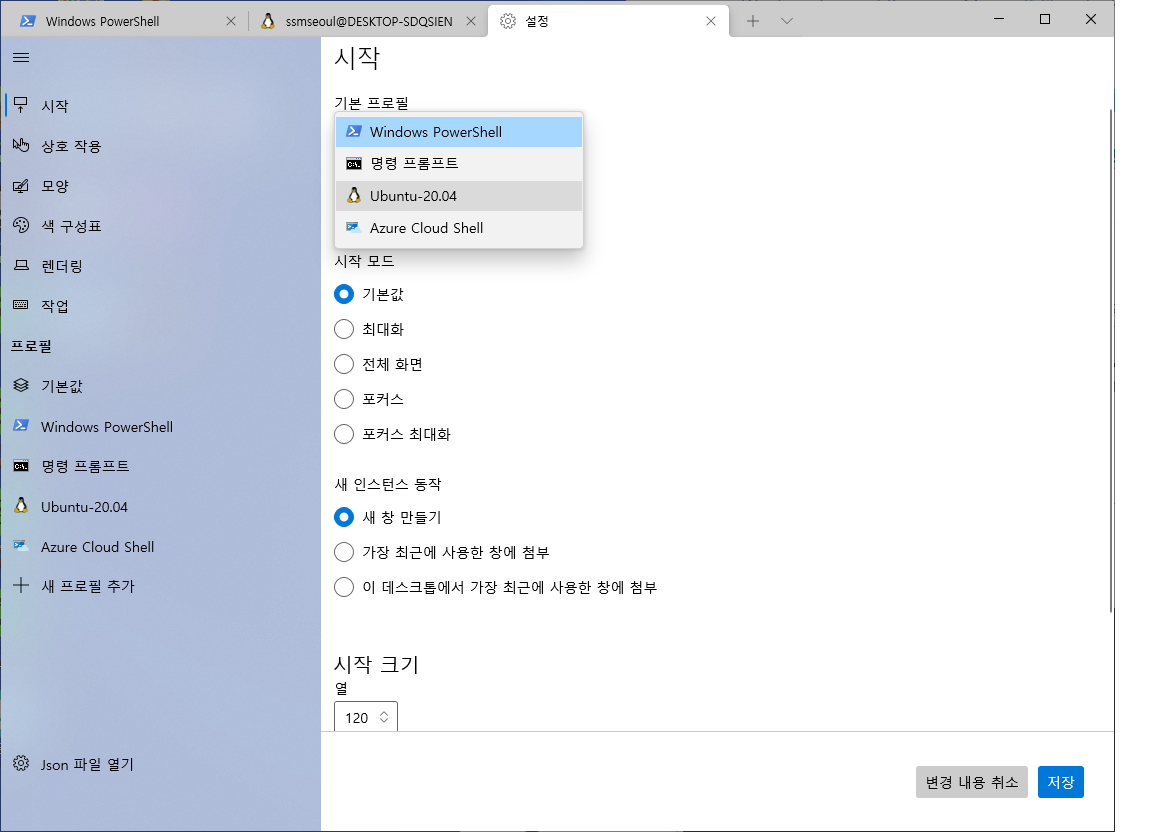 Windows PowerShell
ssmseoul@DESKTOP-SDQSIEN
설정
시작
상호 작용
모양
색 구성표
렌더링
작업
프로필
기본값
Windows PowerShell
명령 프롬프트
Ubuntu-20.04
Azure Cloud Shell
새 프로필 추가
Json 파일 열기
시작
기본 프로필
Windows PowerShell
명령 프롬프트
Ubuntu-20.04
Azure Cloud Shell
시작 모드
기본값
최대화
전체 화면
포커스
포커스 최대화
새 인스턴스 동작
새 창 만들기
가장 최근에 사용한 창에 첨부
이 데스크톱에서 가장 최근에 사용한 창에 첨부
시작 크기
열
120
변경 내용 취소
저장